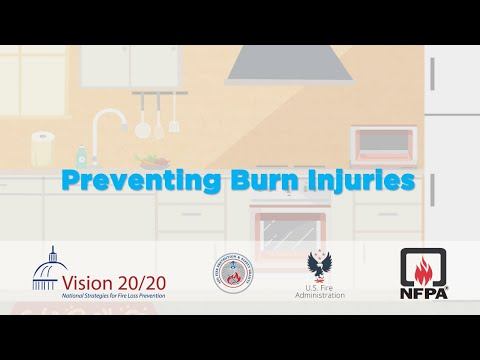 Preventing Burn Injuries
Vision 20/20
National Strategies for Fire Loss Prevention
U.S. Fire
Administration
NFPA®